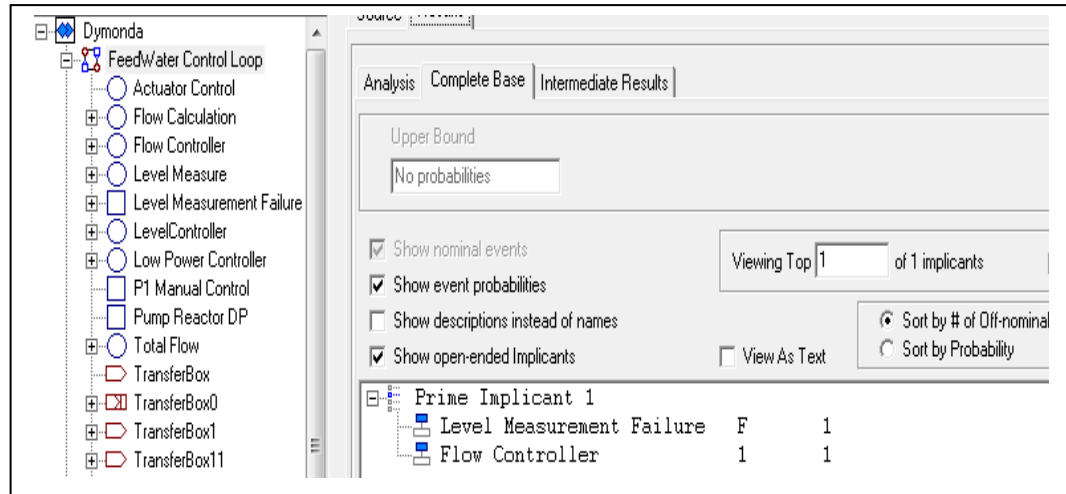 Dymonda
FeedWater Control Loop
Actuator Control
Flow Calculation
Flow Controller
Level Measure
Level Measurement Failure
LevelController
Low Power Controller
P1 Manual Control
Pump Reactor DP
Total Flow
TransferBox
TransferBox0
TransferBox1
TransferBox11
Analysis Complete Base Intermediate Results
Upper Bound
No probabilities
Show nominal events
Show event probabilities
Show descriptions instead of names
Show open-ended Implicants
Viewing Top 1 of 1 implicants
View As Text
Sort by # of Off-nominal
Sort by Probability
Prime Implicant 1
Level Measurement Failure F 1
Flow Controller 1 1